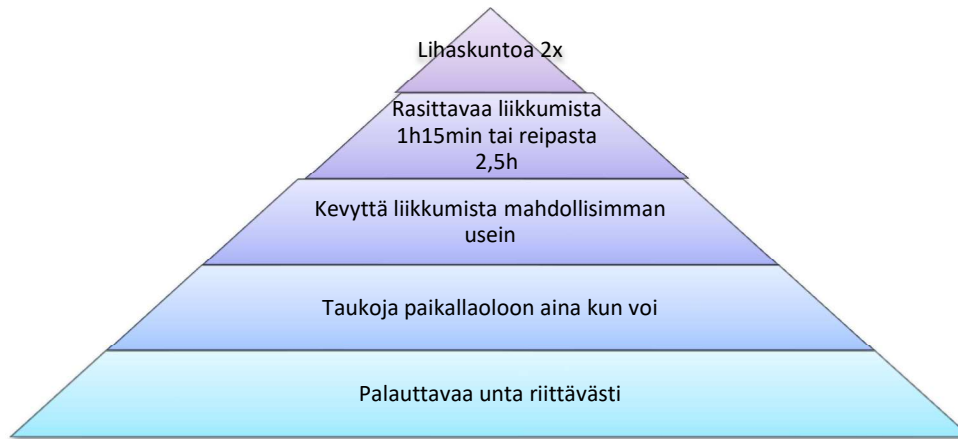 Lihaskuntoa 2x
Rasittavaa liikkumista
1h15min tai reipasta
2,5h
Kevyttä liikkumista mahdollisimman
usein
Taukoja paikallaoloon aina kun voi
Palauttavaa unta riittävästi